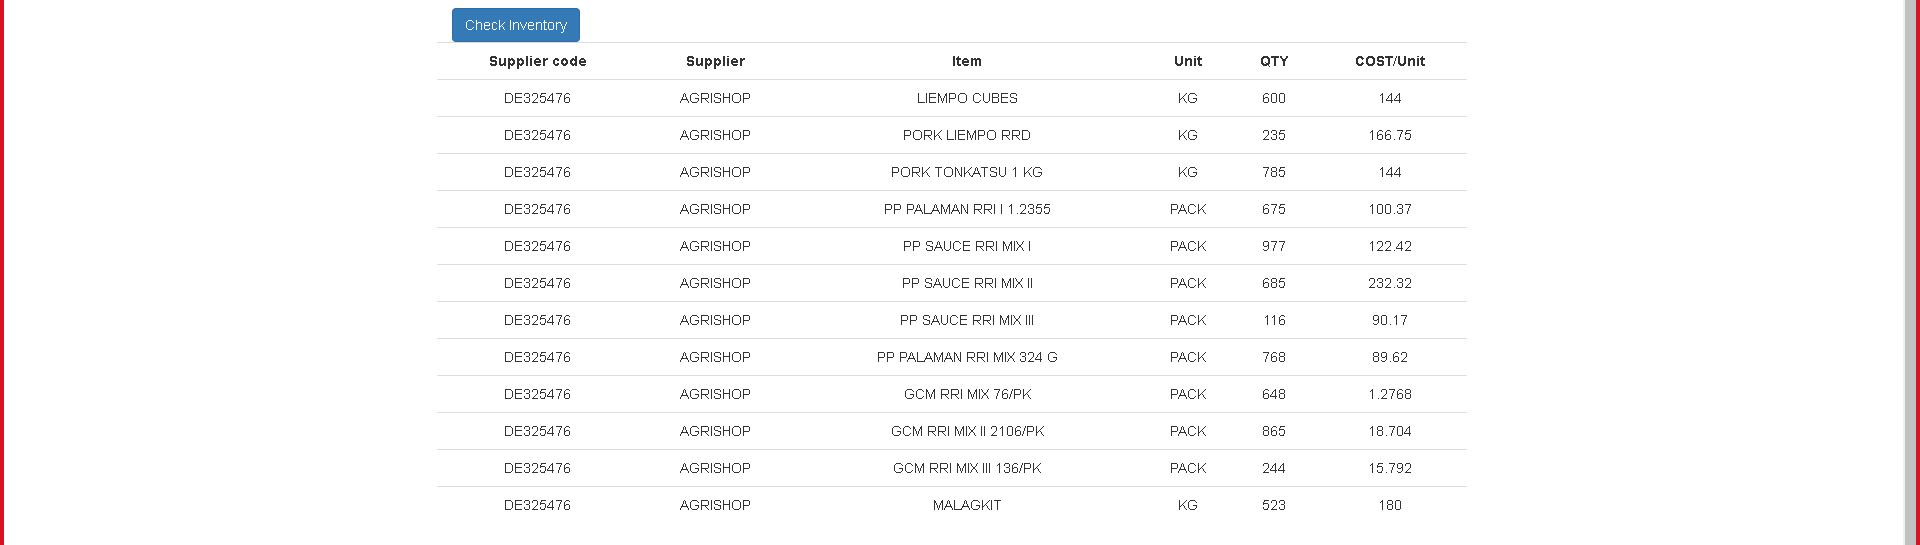 Check Inventory
Supplier code Supplier Item Unit QTY COST/Unit
DE325476 AGRISHOP LIEMPO CUBES KG 600 144
DE325476 AGRISHOP PORK LIEMPO RRD KG 235 166.75
DE325476 AGRISHOP PORK TONKATSU 1 KG KG 785 144
DE325476 AGRISHOP PP PALAMAN RRI I 1.2355 PACK 675 100.37
DE325476 AGRISHOP PP SAUCE RRI MIX I PACK 977 122.42
DE325476 AGRISHOP PP SAUCE RRI MIX II PACK 685 232.32
DE325476 AGRISHOP PP SAUCE RRI MIX III PACK 116 90.17
DE325476 AGRISHOP PP PALAMAN RRI MIX 324 G PACK 768 89.62
DE325476 AGRISHOP GCM RRI MIX 76/PK PACK 648 1.2768
DE325476 AGRISHOP GCM RRI MIX II 2106/PK PACK 865 18.704
DE325476 AGRISHOP GCM RRI MIX III 136/PK PACK 244 15.792
DE325476 AGRISHOP MALAGKIT KG 523 180